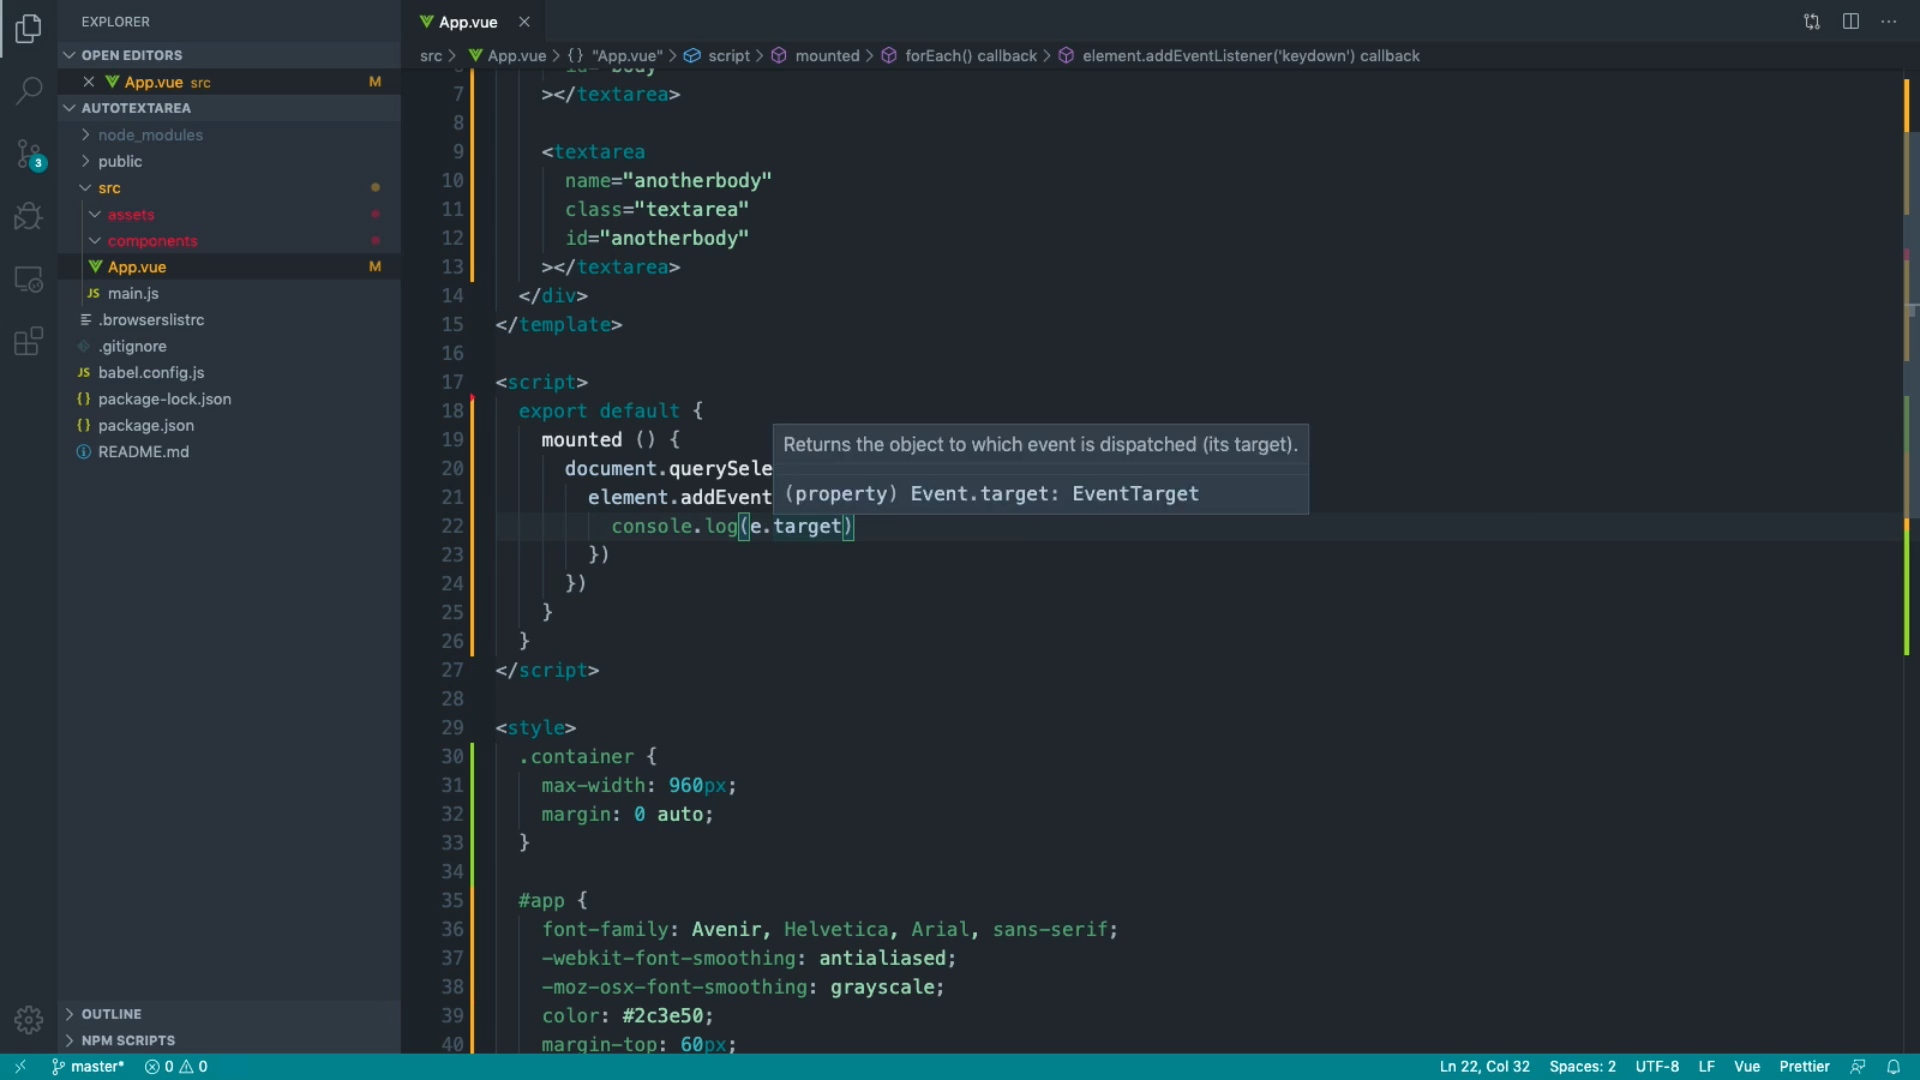 EXPLORER
OPEN EDITORS
App.vue src M
AUTOTEXTAREA
node_modules
public
src
assets
components
App.vue M
JS main.js
.browserslistrc
.gitignore
JS babel.config.js
{} package-lock.json
{} package.json
README.md
OUTLINE
NPM SCRIPTS
3
App.vue
src > App.vue > {} "App.vue" > script > mounted > forEach() callback > element.addEventListener('keydown') callback
7 ></textarea>
8
9 <textarea
10 name="anotherbody"
11 class="textarea"
12 id="anotherbody"
13 ></textarea>
14 </div>
15 </template>
16
17 <script>
18 export default {
19 mounted () {
20 document.querySele
21 element.addEvent
22 console.log(e.target)
23 })
24 })
25 }
26 }
27 </script>
28
29 <style>
30 .container {
31 max-width: 960px;
32 margin: 0 auto;
33 }
34
35 #app {
36 font-family: Avenir, Helvetica, Arial, sans-serif;
37 -webkit-font-smoothing: antialiased;
38 -moz-osx-font-smoothing: grayscale;
39 color: #2c3e50;
40 margin-top: 60px;
Returns the object to which event is dispatched (its target).
(property) Event.target: EventTarget
master* 0 0
Ln 22, Col 32 Spaces: 2 UTF-8 LF Vue Prettier